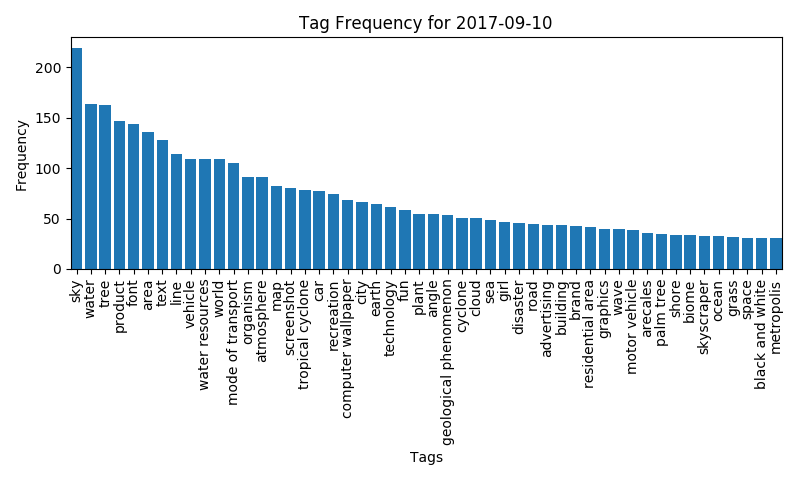 Tag Frequency for 2017-09-10
Frequency
200
150
100
50
0
sky
water
tree
product
font
area
text
line
vehicle
water resources
world
mode of transport
organism
atmosphere
map
screenshot
tropical cyclone
car
recreation
computer wallpaper
city
earth
technology
fun
plant
angle
geological phenomenon
cyclone
cloud
sea
girl
disaster
road
advertising
building
brand
residential area
graphics
wave
motor vehicle
arecales
palm tree
shore
biome
skyscraper
ocean
grass
space
black and white
metropolis
Tags